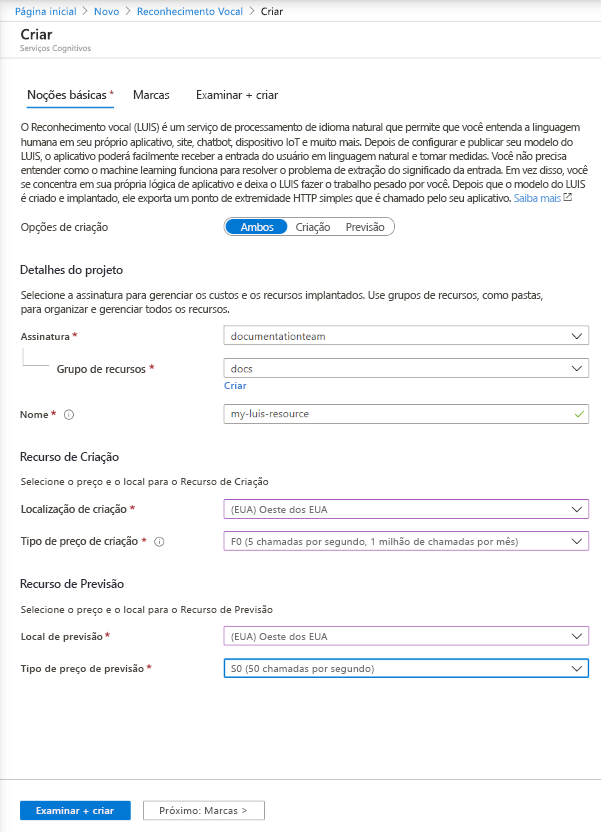 Página inicial > Novo > Reconhecimento Vocal > Criar
Criar
Serviços Cognitivos
Noções básicas * Marcas Examinar + criar
O Reconhecimento vocal (LUIS) é um serviço de processamento de idioma natural que permite que você entenda a linguagem
humana em seu próprio aplicativo, site, chatbot, dispositivo IoT e muito mais. Depois de configurar e publicar seu modelo do
LUIS, o aplicativo poderá facilmente receber a entrada do usuário em linguagem natural e tomar medidas. Você não precisa
entender como o machine learning funciona para resolver o problema de extração do significado da entrada. Em vez disso, você
se concentra em sua própria lógica de aplicativo e deixa o LUIS fazer o trabalho pesado por você. Depois que o modelo do LUIS
é criado e implantado, ele exporta um ponto de extremidade HTTP simples que é chamado pelo seu aplicativo. Saiba mais
Opções de criação Ambos Criação Previsão
Detalhes do projeto
Selecione a assinatura para gerenciar os custos e os recursos implantados. Use grupos de recursos, como pastas,
para organizar e gerenciar todos os recursos.
Assinatura * documentationteam
Grupo de recursos * docs
Criar
Nome * my-luis-resource
Recurso de Criação
Selecione o preço e o local para o Recurso de Criação
Localização de criação * (EUA) Oeste dos EUA
Tipo de preço de criação * F0 (5 chamadas por segundo, 1 milhão de chamadas por mês)
Recurso de Previsão
Selecione o preço e o local para o Recurso de Previsão
Local de previsão * (EUA) Oeste dos EUA
Tipo de preço de previsão * S0 (50 chamadas por segundo)
Examinar + criar Próximo: Marcas >